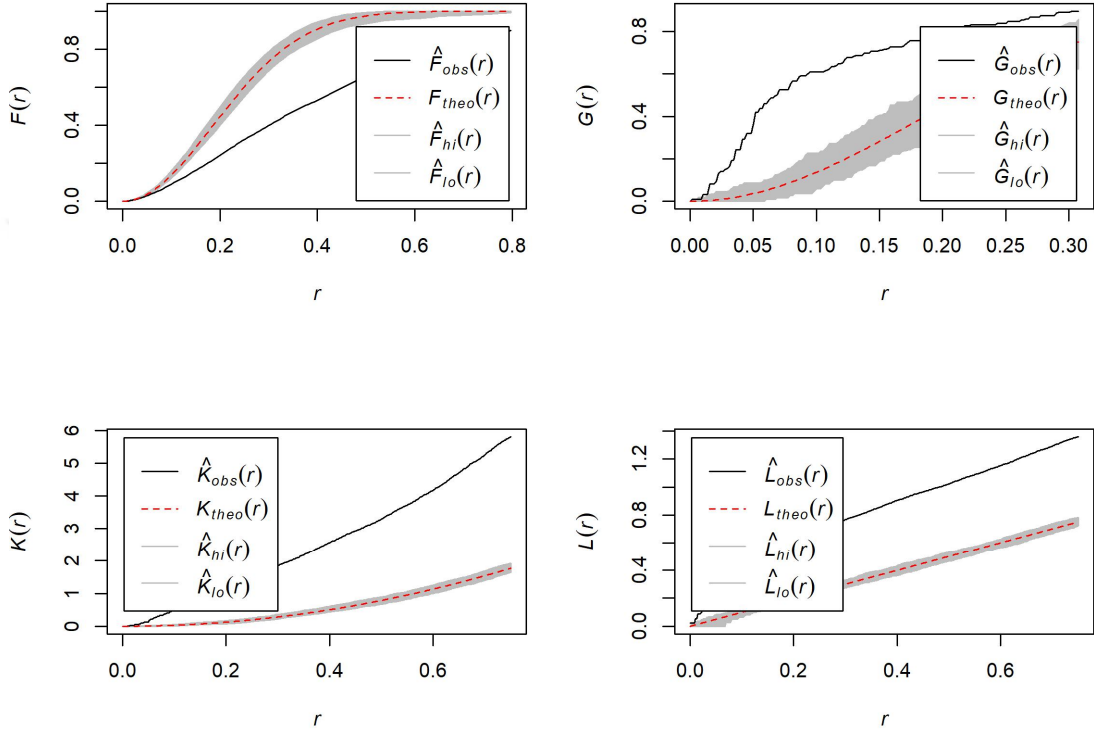 F(r)
0.0 0.4 0.8
F̂obs(r)
Ftheo(r)
F̂hi(r)
F̂lo(r)
0.0 0.2 0.4 0.6 0.8
r
G(r)
0.0 0.4 0.8
Ĝobs(r)
Gtheo(r)
Ĝhi(r)
Ĝlo(r)
0.00 0.05 0.10 0.15 0.20 0.25 0.30
r
K(r)
0 1 2 3 4 5 6
K̂obs(r)
Ktheo(r)
K̂hi(r)
K̂lo(r)
0.0 0.2 0.4 0.6
r
L(r)
0.0 0.4 0.8 1.2
L̂obs(r)
Ltheo(r)
L̂hi(r)
L̂lo(r)
0.0 0.2 0.4 0.6
r